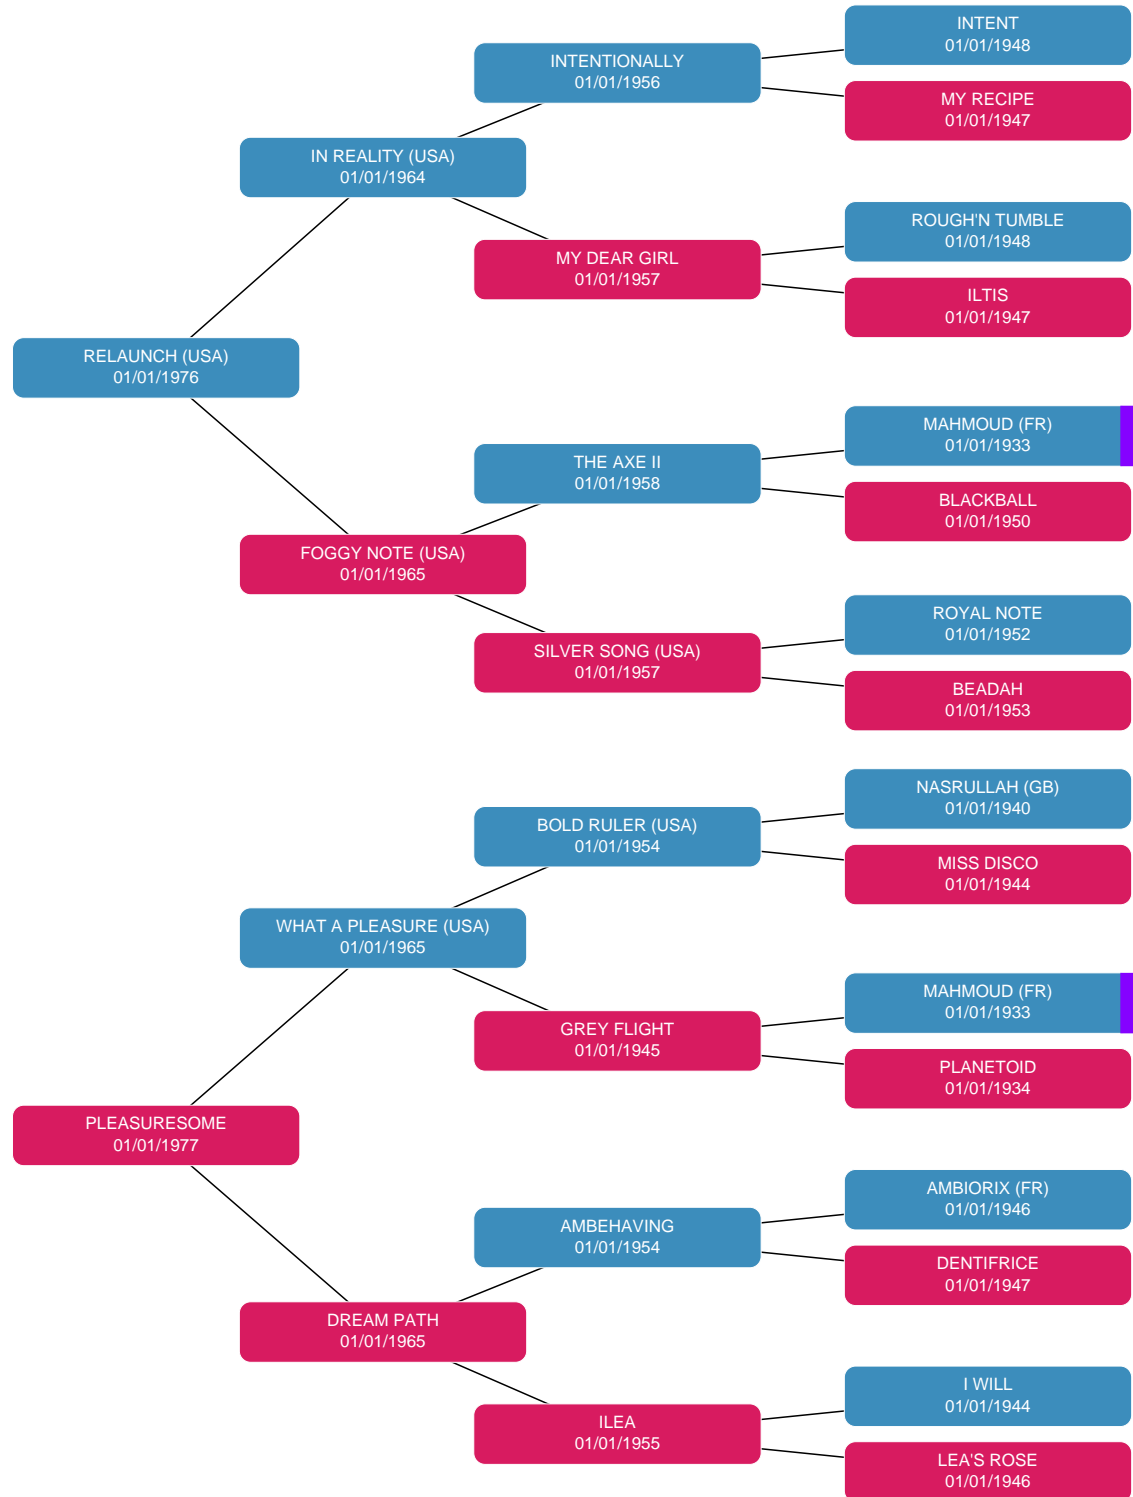 INTENT
01/01/1948
INTENTIONALLY
01/01/1956
MY RECIPE
01/01/1947
IN REALITY (USA)
01/01/1964
ROUGH'N TUMBLE
01/01/1948
MY DEAR GIRL
01/01/1957
ILTIS
01/01/1947
RELAUNCH (USA)
01/01/1976
MAHMOUD (FR)
01/01/1933
THE AXE II
01/01/1958
BLACKBALL
01/01/1950
FOGGY NOTE (USA)
01/01/1965
ROYAL NOTE
01/01/1952
SILVER SONG (USA)
01/01/1957
BEADAH
01/01/1953
NASRULLAH (GB)
01/01/1940
BOLD RULER (USA)
01/01/1954
MISS DISCO
01/01/1944
WHAT A PLEASURE (USA)
01/01/1965
MAHMOUD (FR)
01/01/1933
GREY FLIGHT
01/01/1945
PLANETOID
01/01/1934
PLEASURESOME
01/01/1977
AMBIORIX (FR)
01/01/1946
AMBEHAVING
01/01/1954
DENTIFRICE
01/01/1947
DREAM PATH
01/01/1965
I WILL
01/01/1944
ILEA
01/01/1955
LEA'S ROSE
01/01/1946